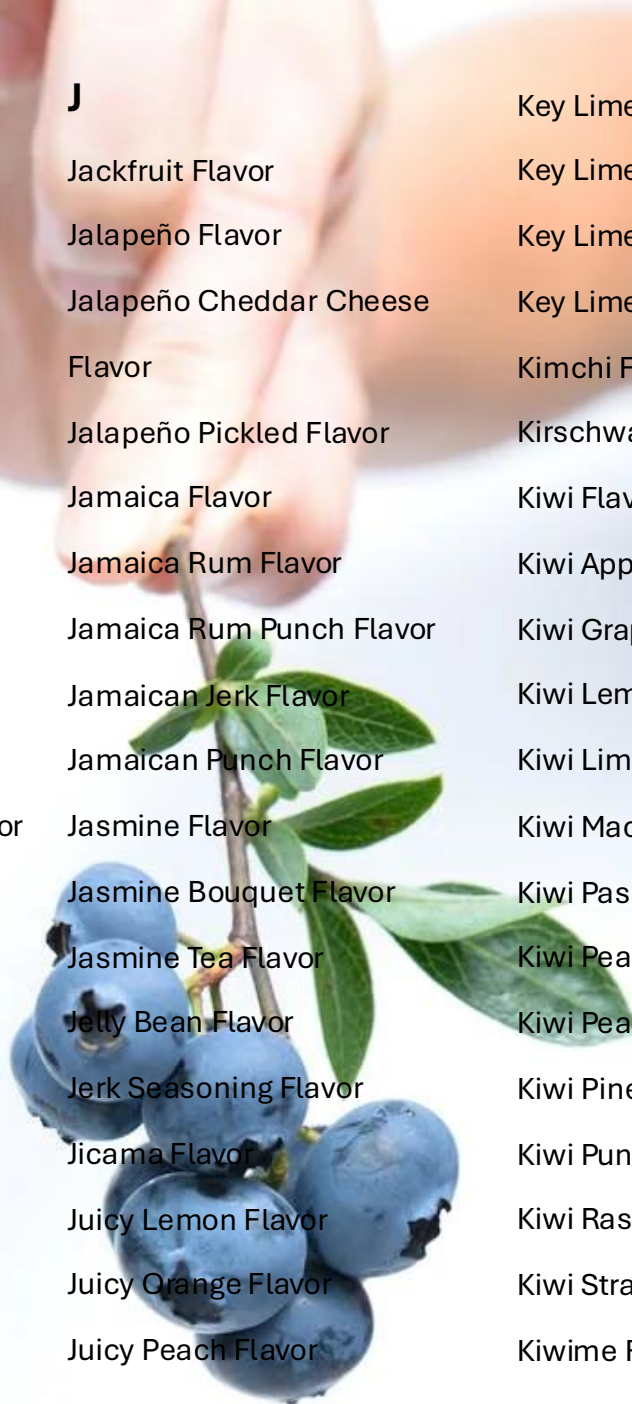 or
J
Jackfruit Flavor
Jalapeño Flavor
Jalapeño Cheddar Cheese
Flavor
Jalapeño Pickled Flavor
Jamaica Flavor
Jamaica Rum Flavor
Jamaica Rum Punch Flavor
Jamaican Jerk Flavor
Jamaican Punch Flavor
Jasmine Flavor
Jasmine Bouquet Flavor
Jasmine Tea Flavor
Jelly Bean Flavor
Jerk Seasoning Flavor
Jicama Flavor
Juicy Lemon Flavor
Juicy Orange Flavor
Juicy Peach Flavor
Key Lime
Key Lime
Key Lime
Key Lime
Kimchi F
Kirschwa
Kiwi Flav
Kiwi App
Kiwi Gra
Kiwi Lem
Kiwi Lim
Kiwi Mac
Kiwi Pas
Kiwi Pea
Kiwi Pea
Kiwi Pine
Kiwi Pun
Kiwi Ras
Kiwi Stra
Kiwime F